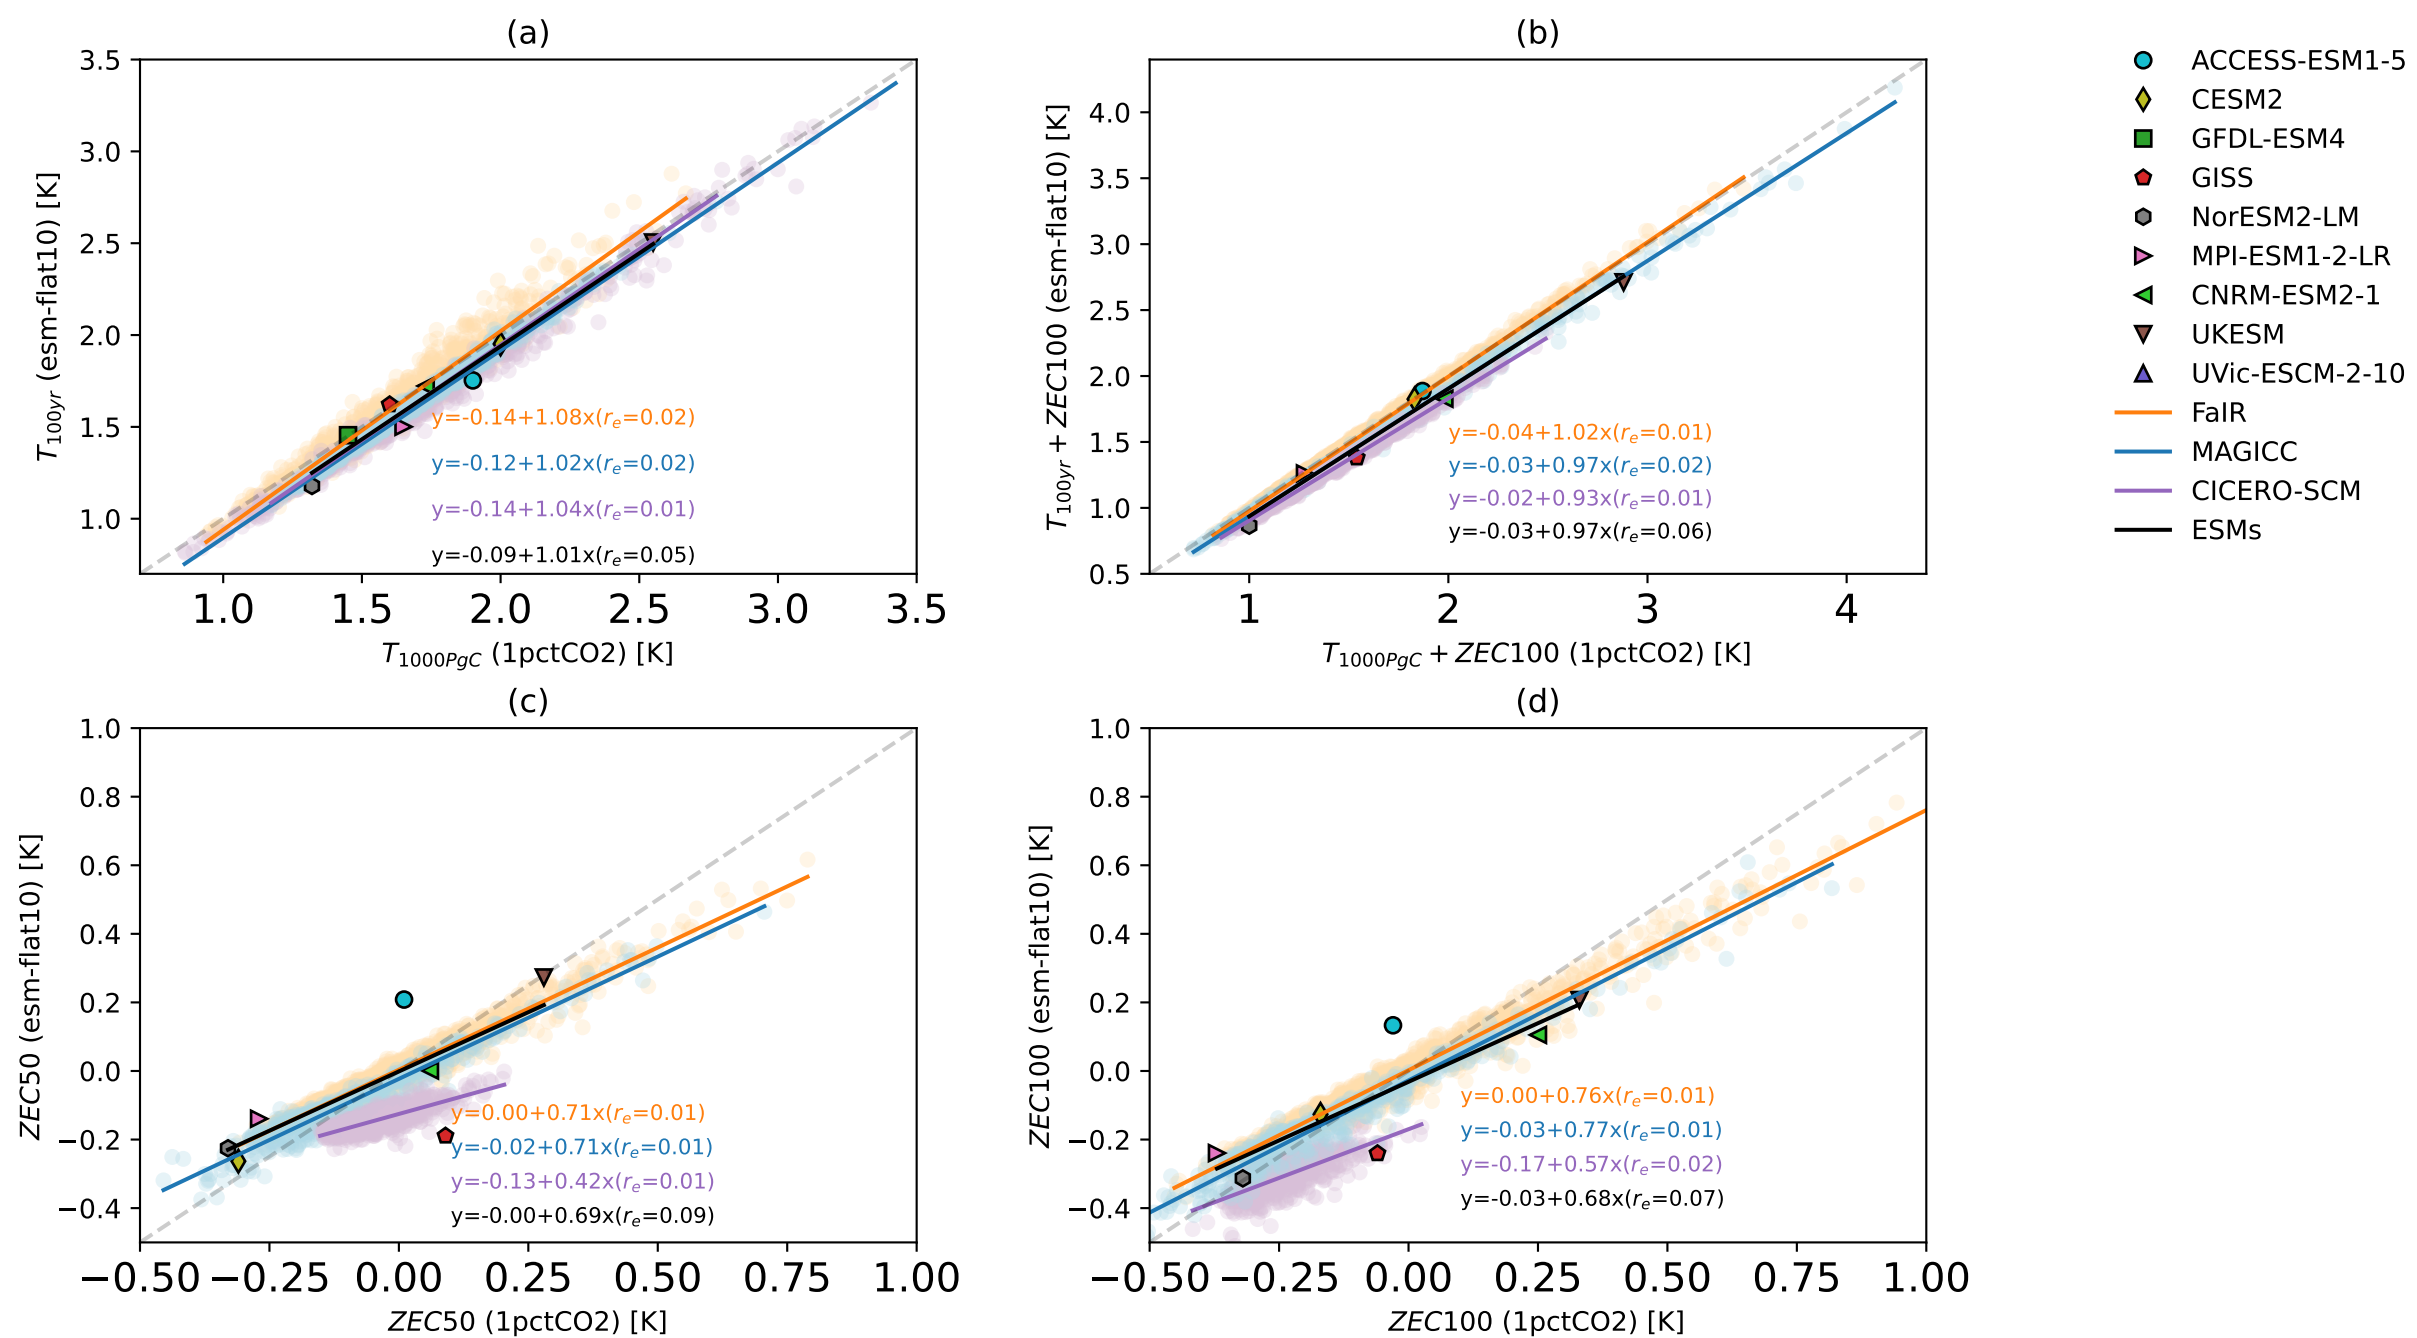 (a)
3.5
3.0
2.5
2.0
1.5
1.0
T100yr (esm-flat10) [K]
y=-0.14+1.08x(re=0.02)
y=-0.12+1.02x(re=0.02)
y=-0.14+1.04x(re=0.01)
y=-0.09+1.01x(re=0.05)
1.0 1.5 2.0 2.5 3.0 3.5
T1000PgC (1pctCO2) [K]
(b)
4.0
3.5
3.0
2.5
2.0
1.5
1.0
0.5
T100yr + ZEC100 (esm-flat10) [K]
y=-0.04+1.02x(re=0.01)
y=-0.03+0.97x(re=0.02)
y=-0.02+0.93x(re=0.01)
y=-0.03+0.97x(re=0.06)
1 2 3 4
T1000PgC + ZEC100 (1pctCO2) [K]
ACCESS-ESM1-5
CESM2
GFDL-ESM4
GISS
NorESM2-LM
MPI-ESM1-2-LR
CNRM-ESM2-1
UKESM
UVic-ESCM-2-10
FaIR
MAGICC
CICERO-SCM
ESMs
(c)
1.0
0.8
0.6
0.4
0.2
0.0
−0.2
−0.4
ZEC50 (esm-flat10) [K]
y=0.00+0.71x(re=0.01)
y=-0.02+0.71x(re=0.01)
y=-0.13+0.42x(re=0.01)
y=-0.00+0.69x(re=0.09)
−0.50 −0.25 0.00 0.25 0.50 0.75 1.00
ZEC50 (1pctCO2) [K]
(d)
1.0
0.8
0.6
0.4
0.2
0.0
−0.2
−0.4
ZEC100 (esm-flat10) [K]
y=0.00+0.76x(re=0.01)
y=-0.03+0.77x(re=0.01)
y=-0.17+0.57x(re=0.02)
y=-0.03+0.68x(re=0.07)
−0.50 −0.25 0.00 0.25 0.50 0.75 1.00
ZEC100 (1pctCO2) [K]